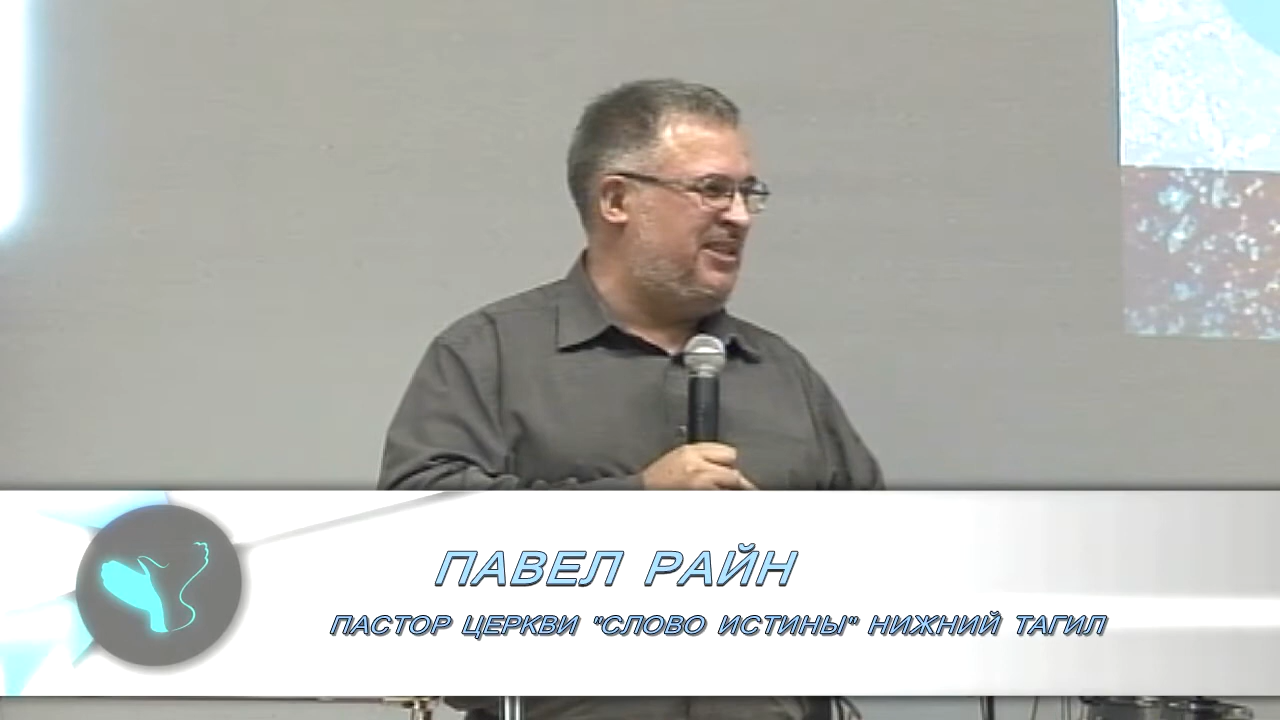 ПАВЕЛ РАЙН
ПАСТОР ЦЕРКВИ "СЛОВО ИСТИНЫ" НИЖНИЙ ТАГИЛ